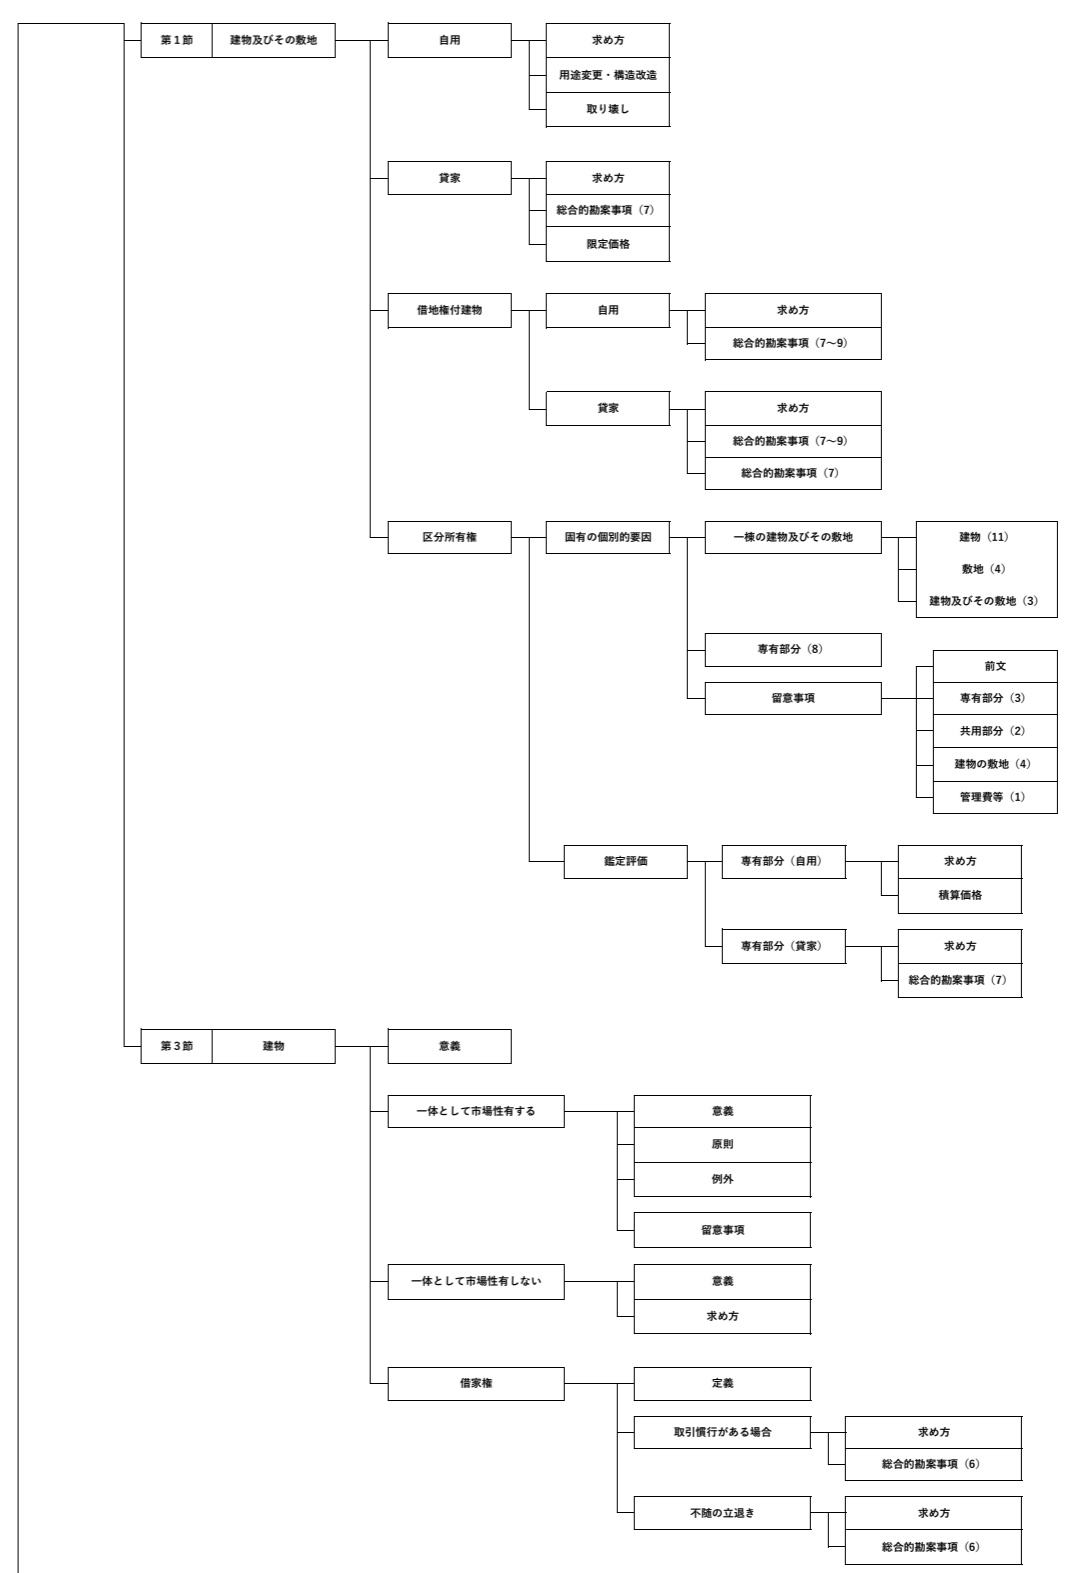 第１節 建物及びその敷地 自用 求め方
用途変更・構造改造
取り壊し
貸家 求め方
総合的勘案事項（7）
限定価格
借地権付建物 自用 求め方
総合的勘案事項（7〜9）
貸家 求め方
総合的勘案事項（7〜9）
総合的勘案事項（7）
区分所有権 固有の個別的要因 一棟の建物及びその敷地 建物（11）
敷地（4）
建物及びその敷地（3）
専有部分（8）
前文
留意事項 専有部分（3）
共用部分（2）
建物の敷地（4）
管理費等（1）
鑑定評価 専有部分（自用） 求め方
積算価格
専有部分（貸家） 求め方
総合的勘案事項（7）
第３節 建物 意義
一体として市場性有する 意義
原則
例外
留意事項
一体として市場性有しない 意義
求め方
借家権 定義
取引慣行がある場合 求め方
総合的勘案事項（6）
不随の立退き 求め方
総合的勘案事項（6）